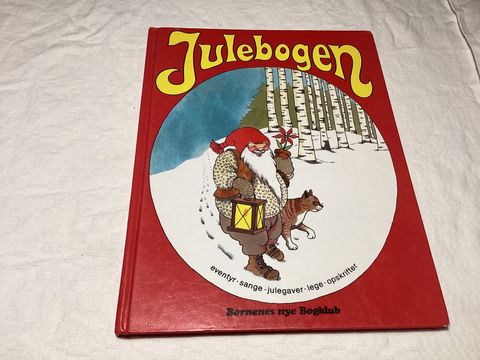 Julebogen
eventyr · sange · julegaver · lege · opskrifter
Børnenes nye Bogklub